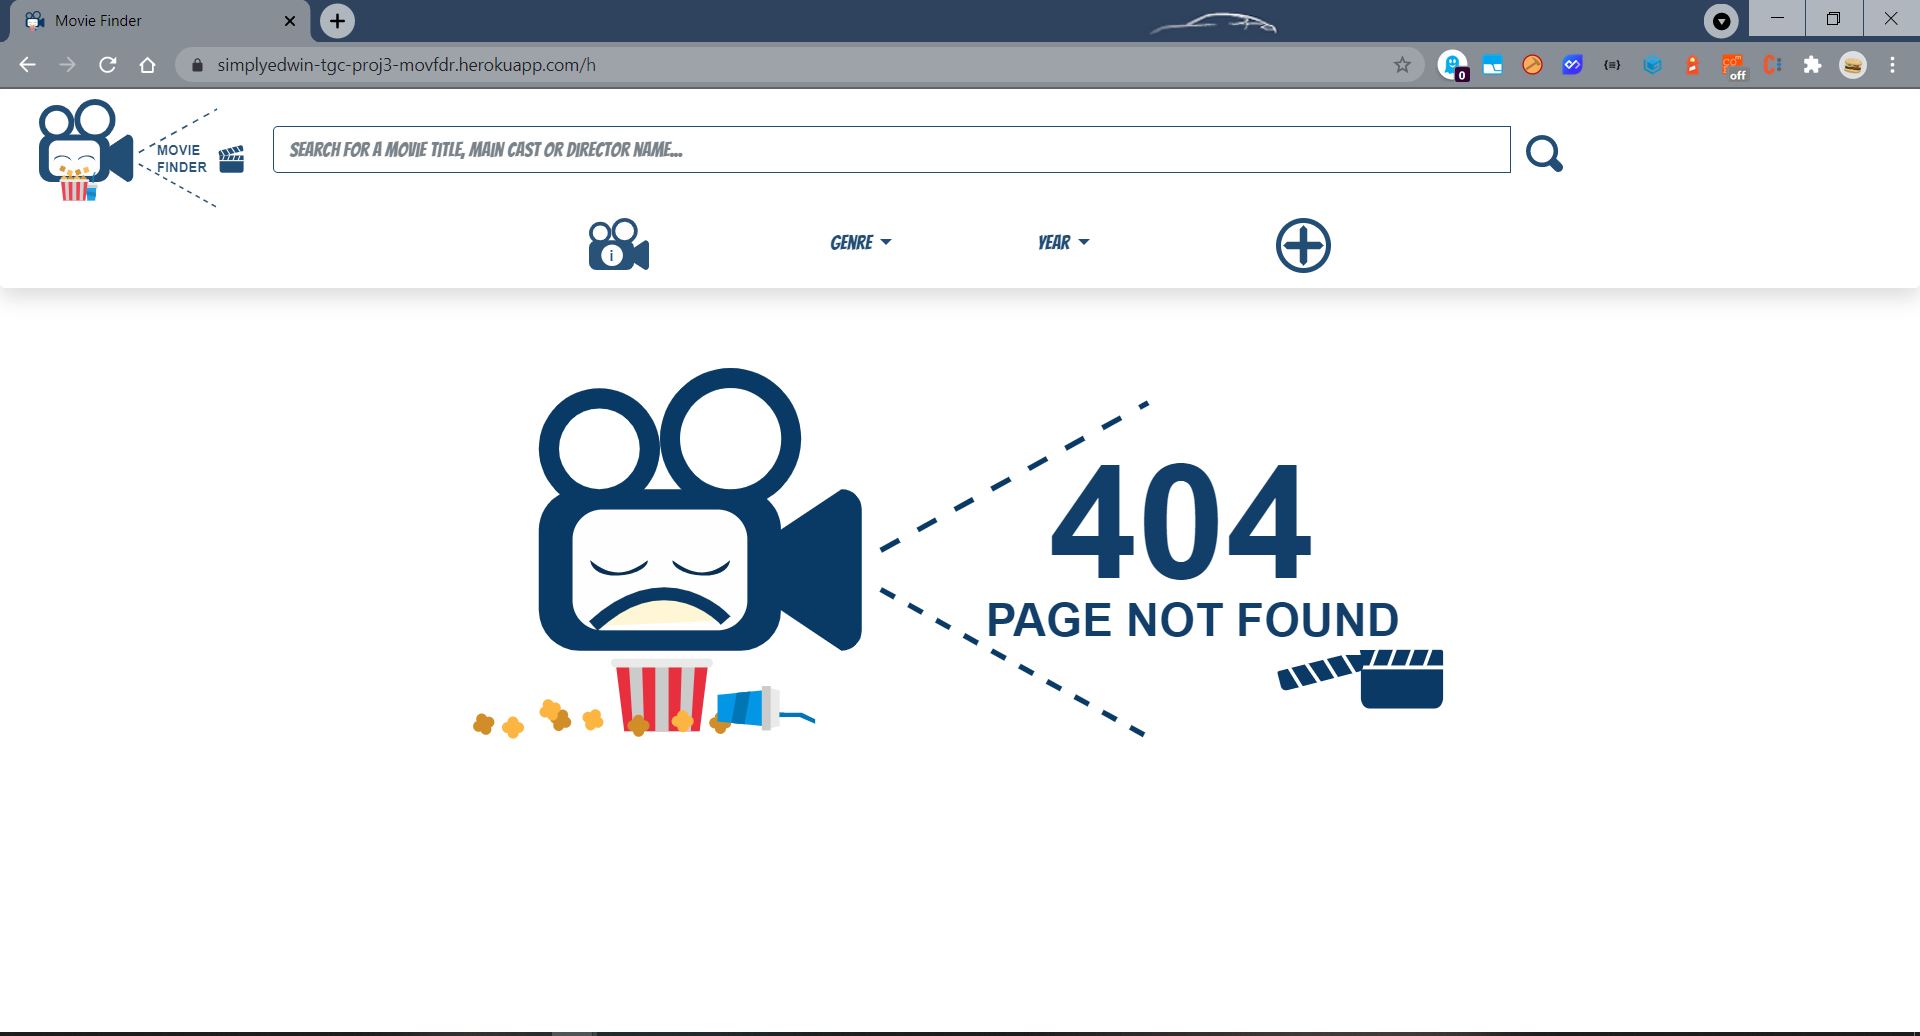 Movie Finder
simplyedwin-tgc-proj3-movfdr.herokuapp.com/h
0
off
MOVIE
FINDER
SEARCH FOR A MOVIE TITLE, MAIN CAST OR DIRECTOR NAME...
i
GENRE
YEAR
404
PAGE NOT FOUND